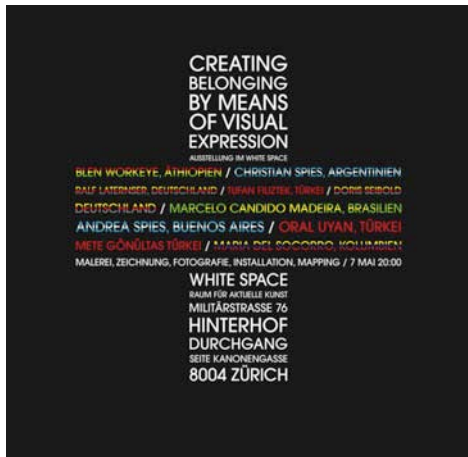 CREATING
BELONGING
BY MEANS
OF VISUAL
EXPRESSION
AUSSTELLUNG IM WHITE SPACE
BLEN WORKEYE, ÄTHIOPIEN / CHRISTIAN SPIES, ARGENTINIEN
RALF LATERNSER, DEUTSCHLAND / TUFAN FILIZTEK, TÜRKEI / DORIS SEIBOLD
DEUTSCHLAND / MARCELO CANDIDO MADEIRA, BRASILIEN
ANDREA SPIES, BUENOS AIRES / ORAL UYAN, TÜRKEI
METE GÖNÜLTAS TÜRKEI / MARIA DEL SOCORRO, KOLUMBIEN
MALEREI, ZEICHNUNG, FOTOGRAFIE, INSTALLATION, MAPPING / 7 MAI 20:00
WHITE SPACE
RAUM FÜR AKTUELLE KUNST
MILITÄRSTRASSE 76
HINTERHOF
DURCHGANG
SEITE KANONENGASSE
8004 ZÜRICH